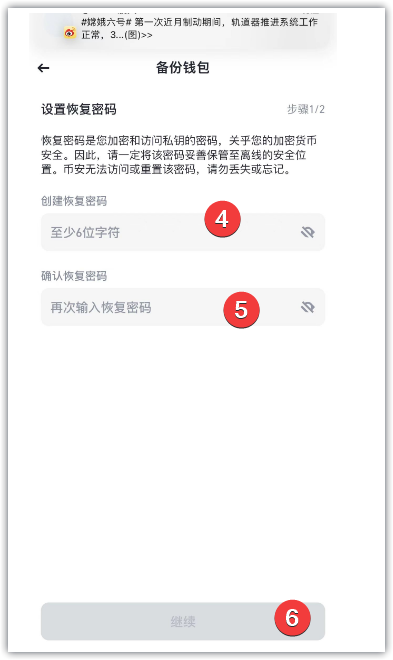 #嫦娥六号# 第一次近月制动期间，轨道器推进系统工作
正常，3...(图)>>
备份钱包
设置恢复密码
步骤1/2
恢复密码是您加密和访问私钥的密码，关乎您的加密货币
安全。因此，请一定将该密码妥善保管至离线的安全位
置。币安无法访问或重置该密码，请勿丢失或忘记。
创建恢复密码
4
至少6位字符
确认恢复密码
再次输入恢复密码
5
继续
6